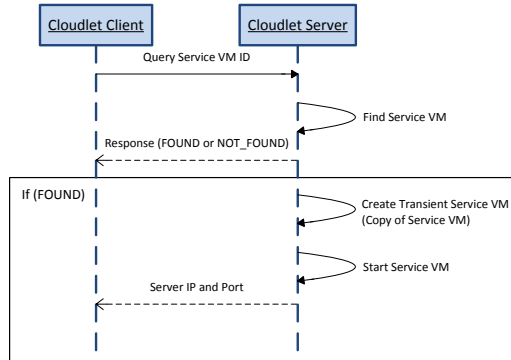 Cloudlet Client
Cloudlet Server
Query Service VM ID
Find Service VM
Response (FOUND or NOT_FOUND)
If (FOUND)
Create Transient Service VM
(Copy of Service VM)
Start Service VM
Server IP and Port